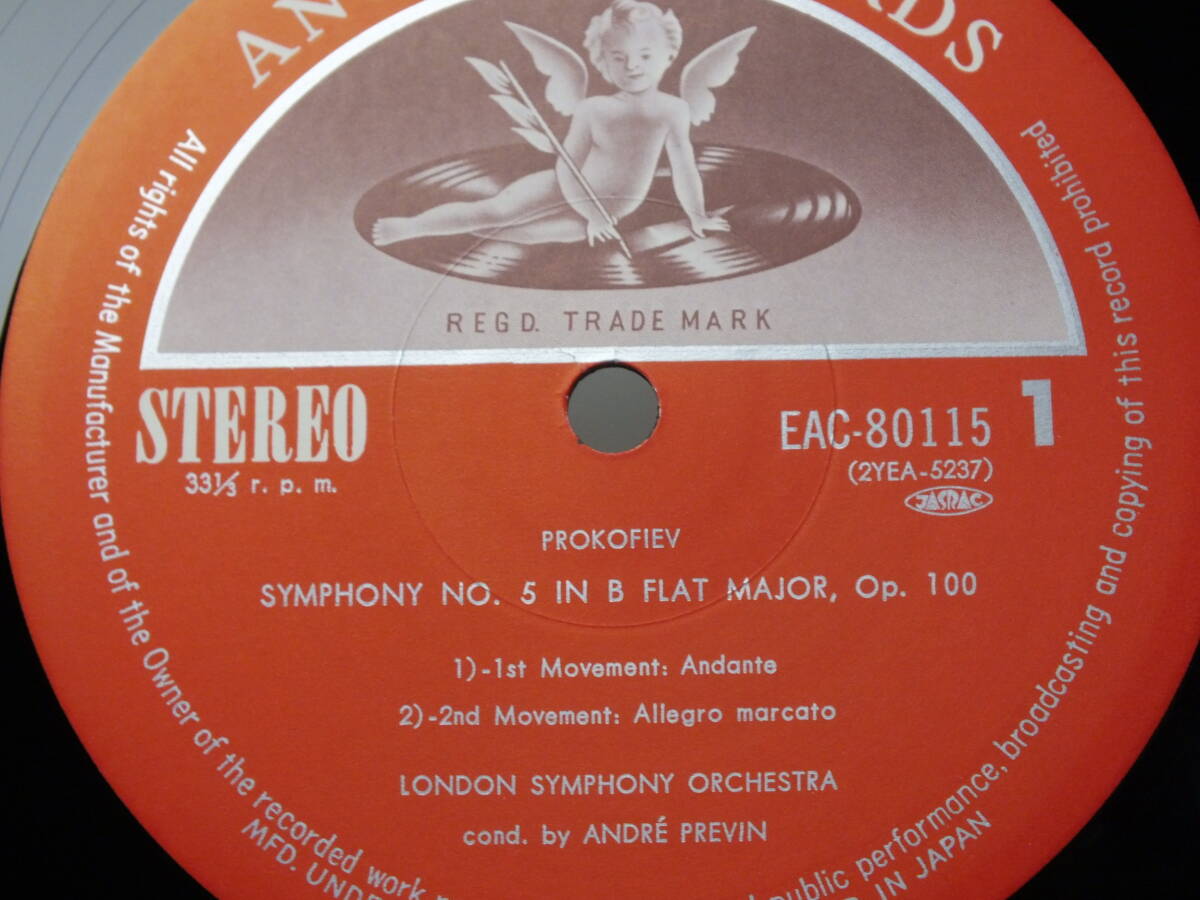 REGD. TRADE MARK
STEREO
33⅓ r. p. m.
EAC-80115 1
(2YEA-5237)
JASRAC
PROKOFIEV
SYMPHONY NO. 5 IN B FLAT MAJOR, Op. 100
1)-1st Movement: Andante
2)-2nd Movement: Allegro marcato
LONDON SYMPHONY ORCHESTRA
cond. by ANDRÉ PREVIN
All rights of the Manufacturer and of the Owner of the recorded work
public performance, broadcasting and copying of this record prohibited
MFD.
IN JAPAN